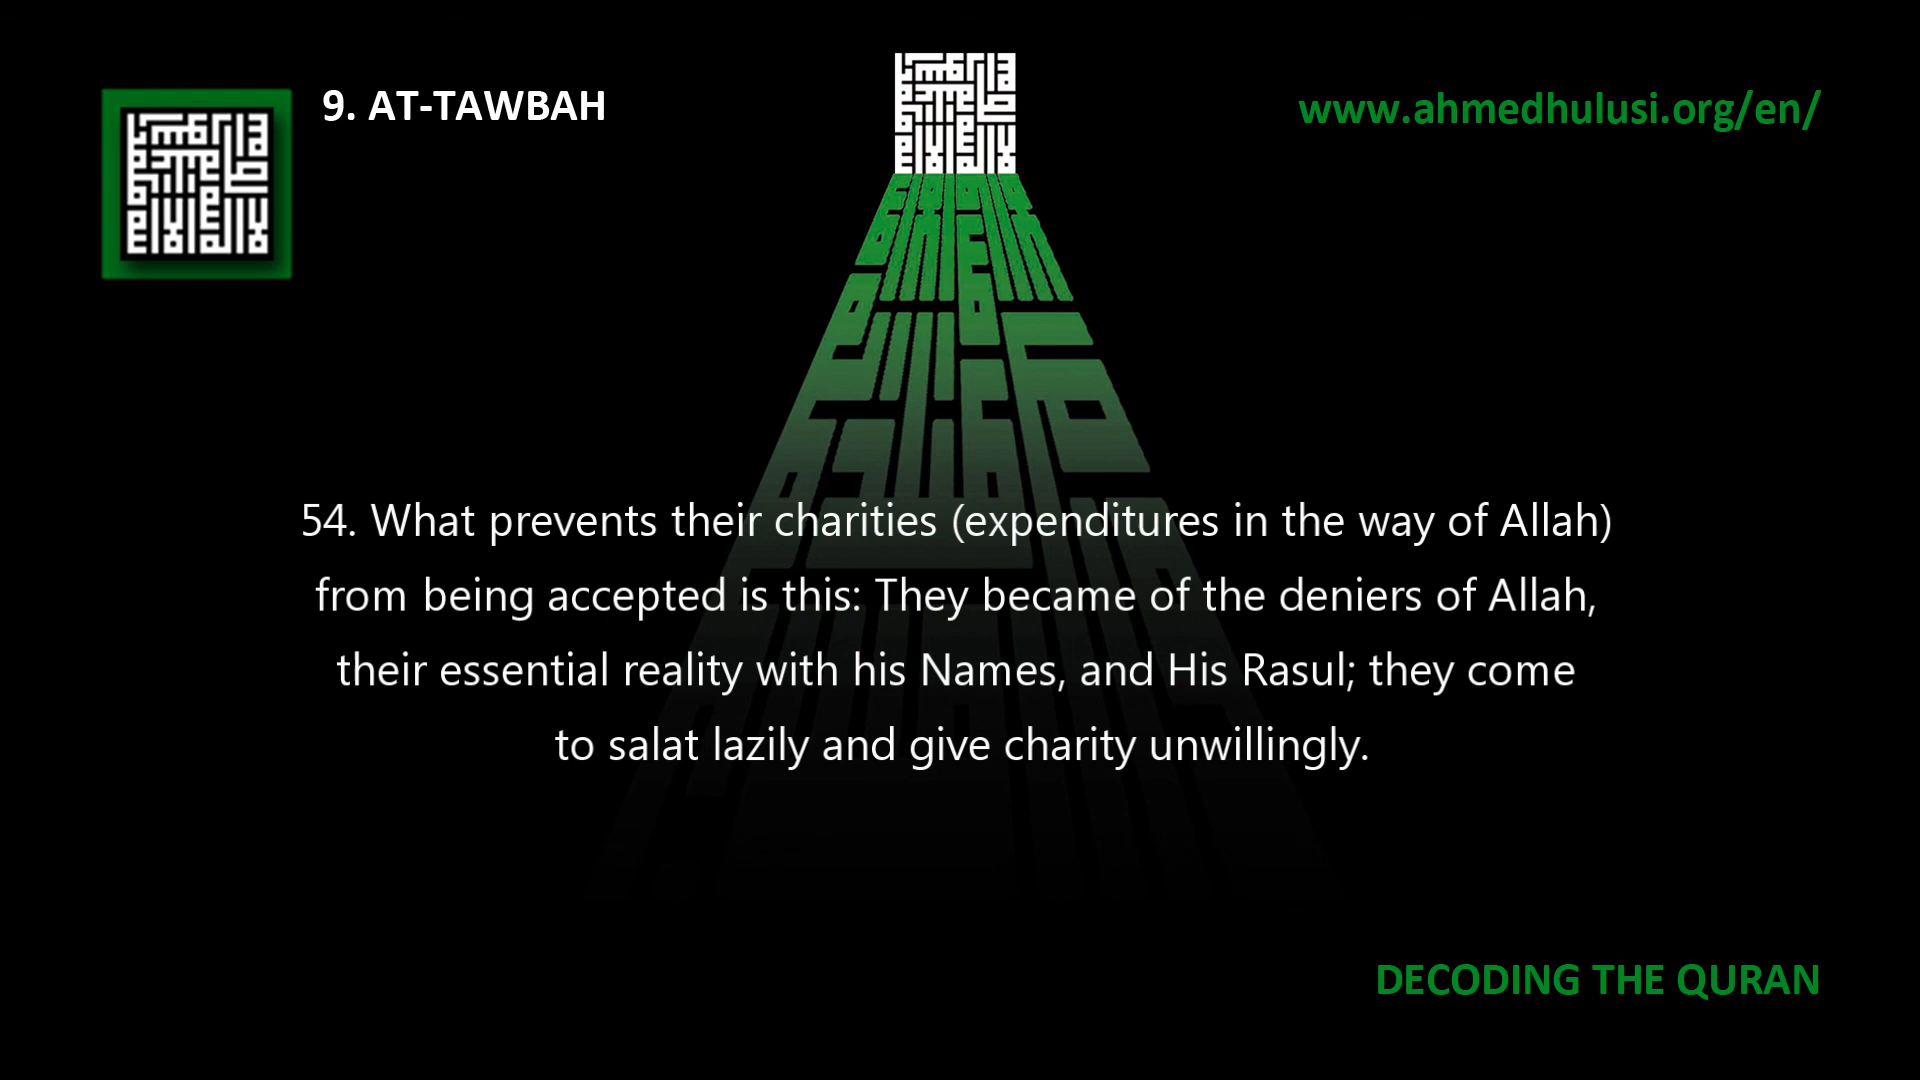 9. AT-TAWBAH
www.ahmedhulusi.org/en/
54. What prevents their charities (expenditures in the way of Allah)
from being accepted is this: They became of the deniers of Allah,
their essential reality with his Names, and His Rasul; they come
to salat lazily and give charity unwillingly.
DECODING THE QURAN